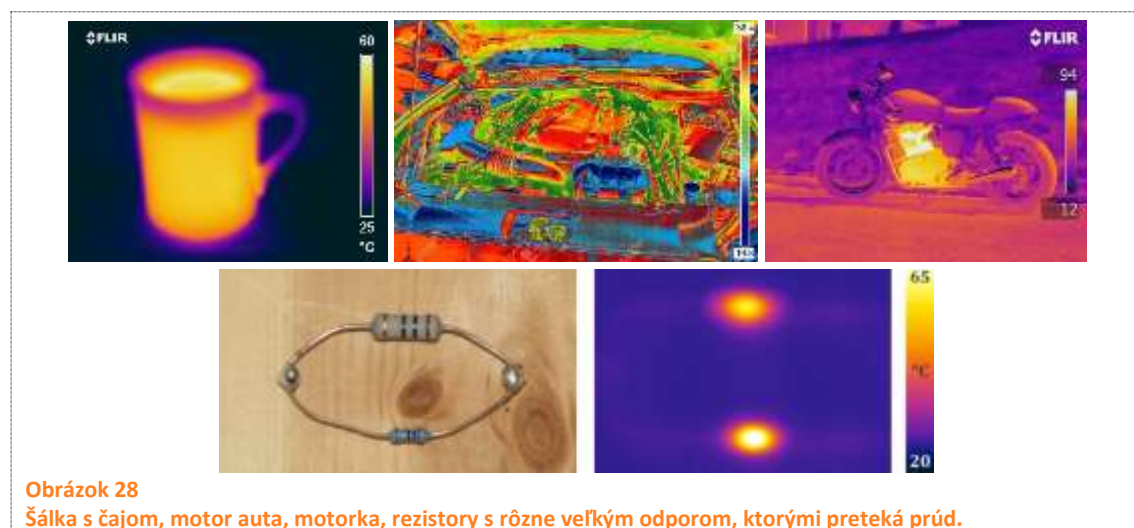 FLIR
60
25
°C
FLIR
94
12
65
°C
20
Obrázok 28
Šálka s čajom, motor auta, motorka, rezistory s rôzne veľkým odporom, ktorými preteká prúd.